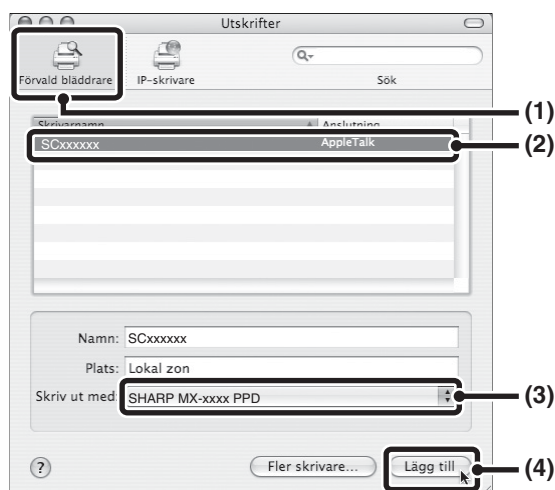 Utskrifter
Förvald bläddrare
IP-skrivare
Sök
(1)
Skrivarnamn Anslutning
SCxxxxxx AppleTalk
(2)
Namn: SCxxxxxx
Plats: Lokal zon
Skriv ut med: SHARP MX-xxxx PPD
(3)
? Fler skrivare... Lägg till
(4)